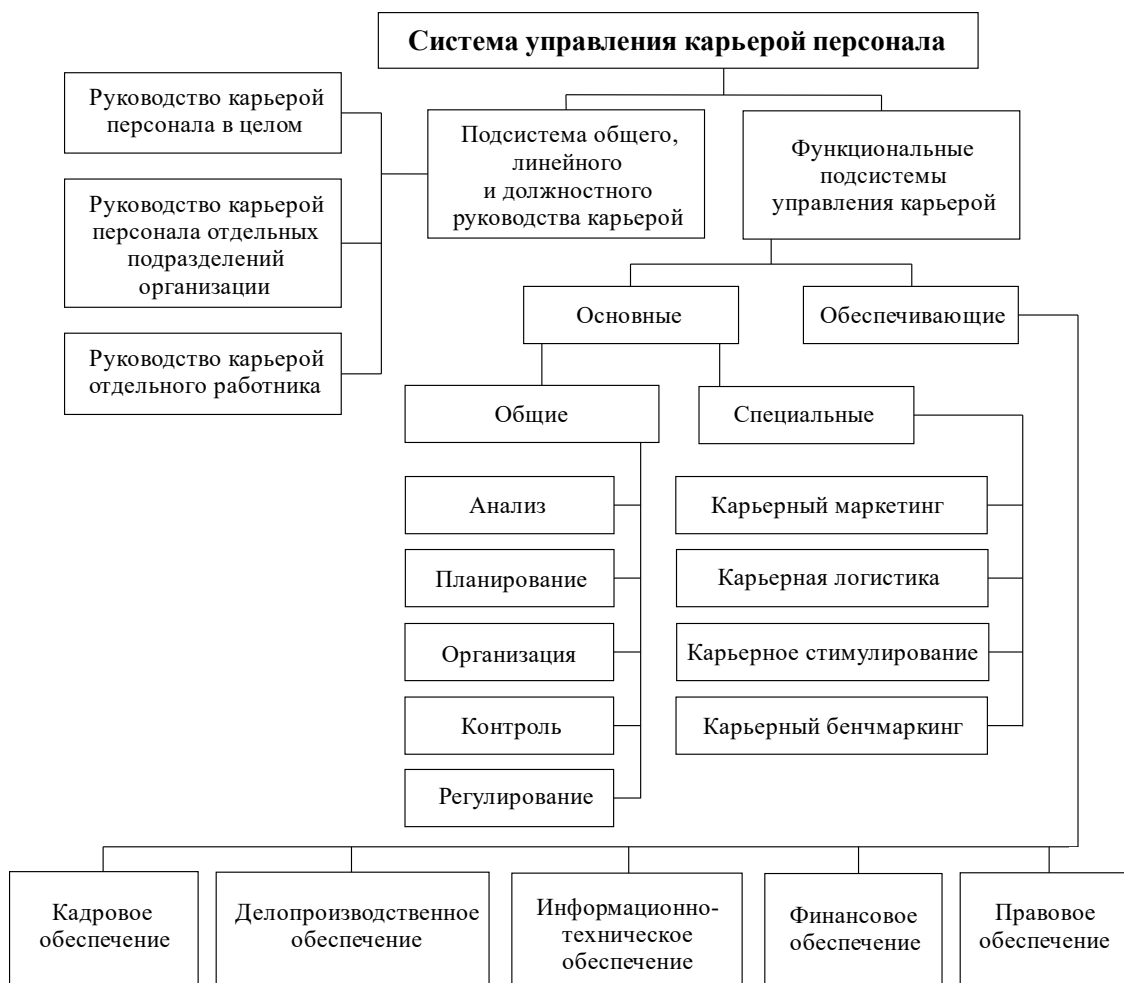 Система управления карьерой персонала
Руководство карьерой
персонала в целом
Руководство карьерой
персонала отдельных
подразделений
организации
Руководство карьерой
отдельного работника
Подсистема общего,
линейного
и должностного
руководства карьерой
Функциональные
подсистемы
управления карьерой
Основные
Обеспечивающие
Общие
Специальные
Анализ
Планирование
Организация
Контроль
Регулирование
Карьерный маркетинг
Карьерная логистика
Карьерное стимулирование
Карьерный бенчмаркинг
Кадровое
обеспечение
Делопроизводственное
обеспечение
Информационно-
техническое
обеспечение
Финансовое
обеспечение
Правовое
обеспечение